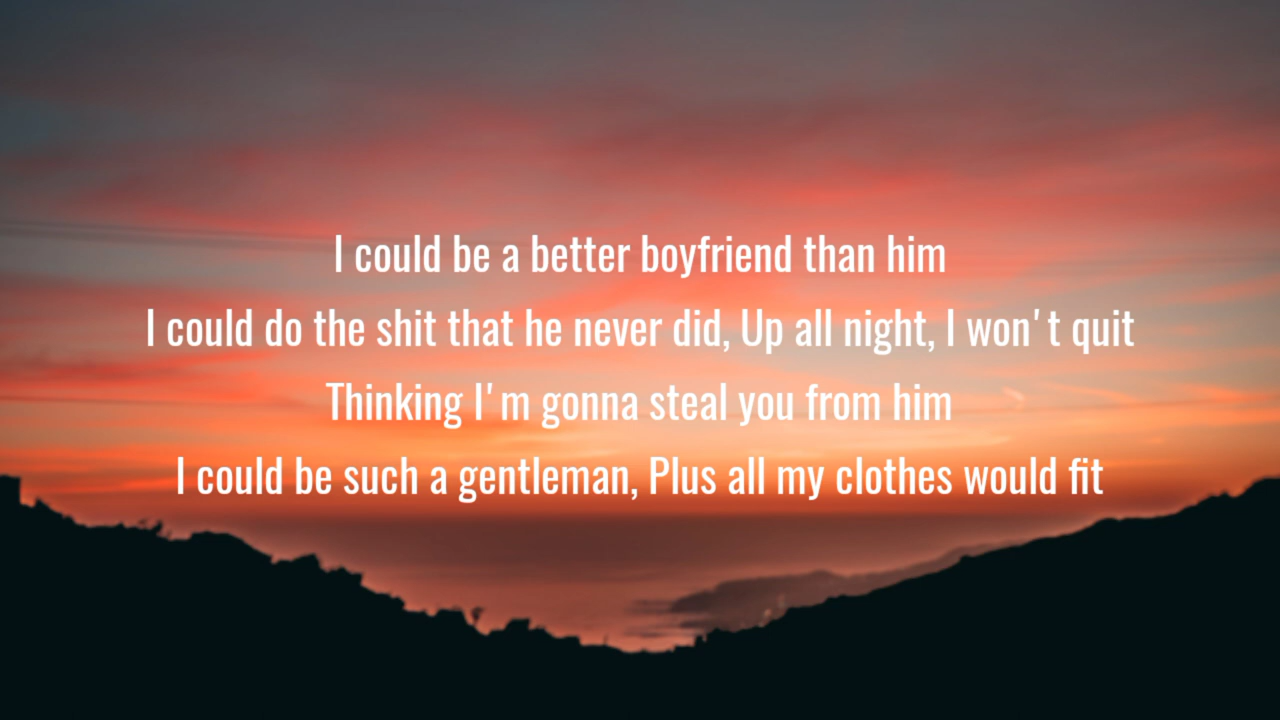 I could be a better boyfriend than him
I could do the shit that he never did, Up all night, I won't quit
Thinking I'm gonna steal you from him
I could be such a gentleman, Plus all my clothes would fit